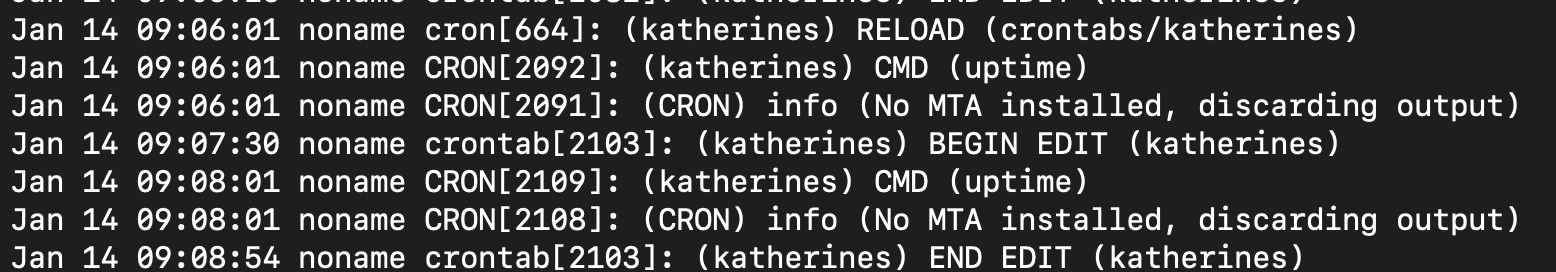 Jan 14 09:06:01 noname cron[664]: (katherines) RELOAD (crontabs/katherines)
Jan 14 09:06:01 noname CRON[2092]: (katherines) CMD (uptime)
Jan 14 09:06:01 noname CRON[2091]: (CRON) info (No MTA installed, discarding output)
Jan 14 09:07:30 noname crontab[2103]: (katherines) BEGIN EDIT (katherines)
Jan 14 09:08:01 noname CRON[2109]: (katherines) CMD (uptime)
Jan 14 09:08:01 noname CRON[2108]: (CRON) info (No MTA installed, discarding output)
Jan 14 09:08:54 noname crontab[2103]: (katherines) END EDIT (katherines)